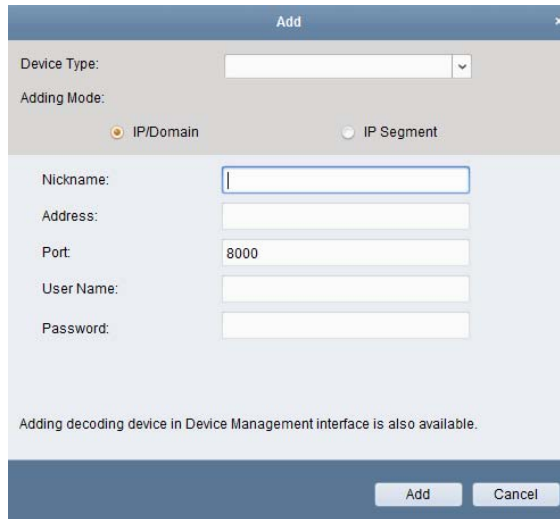 Add
Device Type:
Adding Mode:
IP/Domain IP Segment
Nickname:
Address:
Port: 8000
User Name:
Password:
Adding decoding device in Device Management interface is also available.
Add Cancel